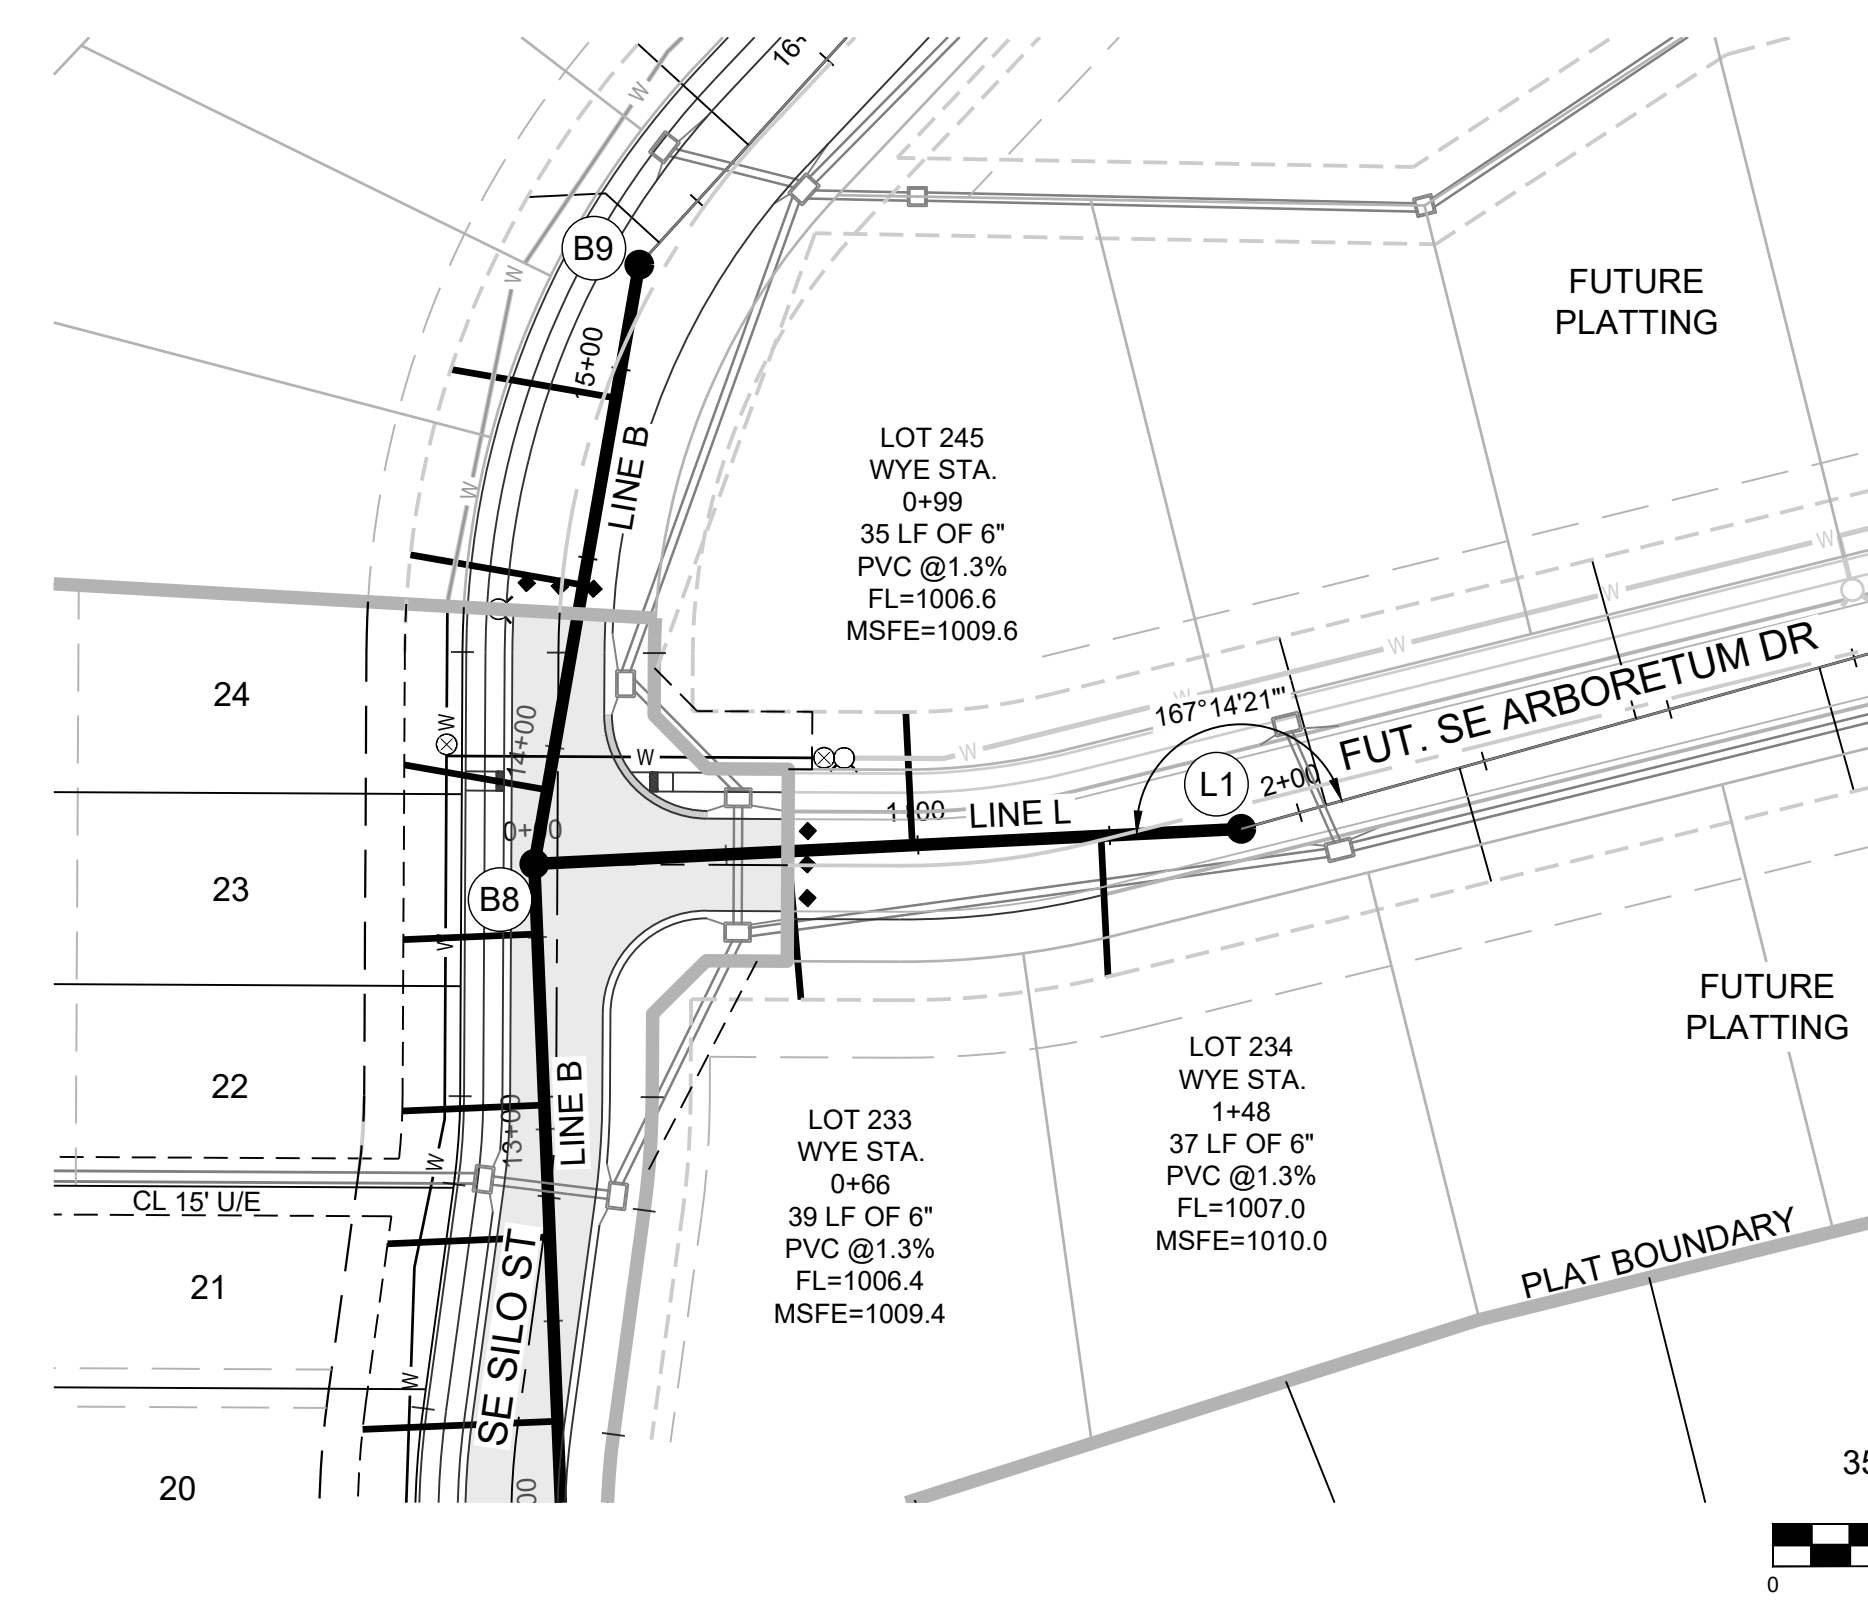 16+
W
B9
W
15+00
FUTURE
PLATTING
LINE B
W
LOT 245
WYE STA.
0+99
35 LF OF 6"
PVC @1.3%
FL=1006.6
MSFE=1009.6
W
W
W
W
24
167°14'21"'
FUT. SE ARBORETUM DR
W
14+00
W
W
L1
2+00
1+00
LINE L
0+00
23
B8
W
FUTURE
PLATTING
22
13+00
LINE B
LOT 234
WYE STA.
1+48
37 LF OF 6"
PVC @1.3%
FL=1007.0
MSFE=1010.0
LOT 233
WYE STA.
0+66
39 LF OF 6"
PVC @1.3%
FL=1006.4
MSFE=1009.4
W
CL 15' U/E
21
SE SILO ST
W
PLAT BOUNDARY
20
00
35
0